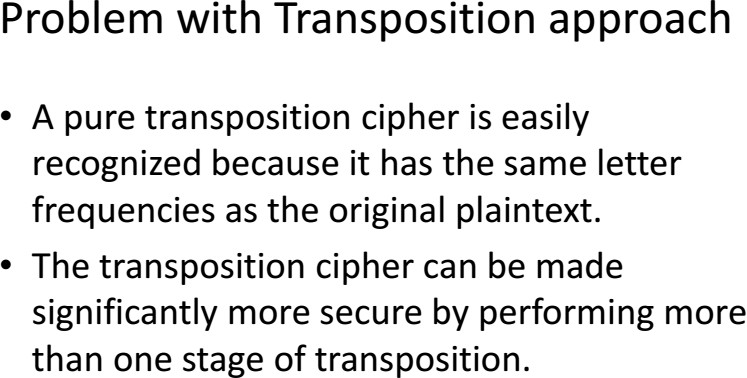 Problem with Transposition approach
• A pure transposition cipher is easily
recognized because it has the same letter
frequencies as the original plaintext.
• The transposition cipher can be made
significantly more secure by performing more
than one stage of transposition.